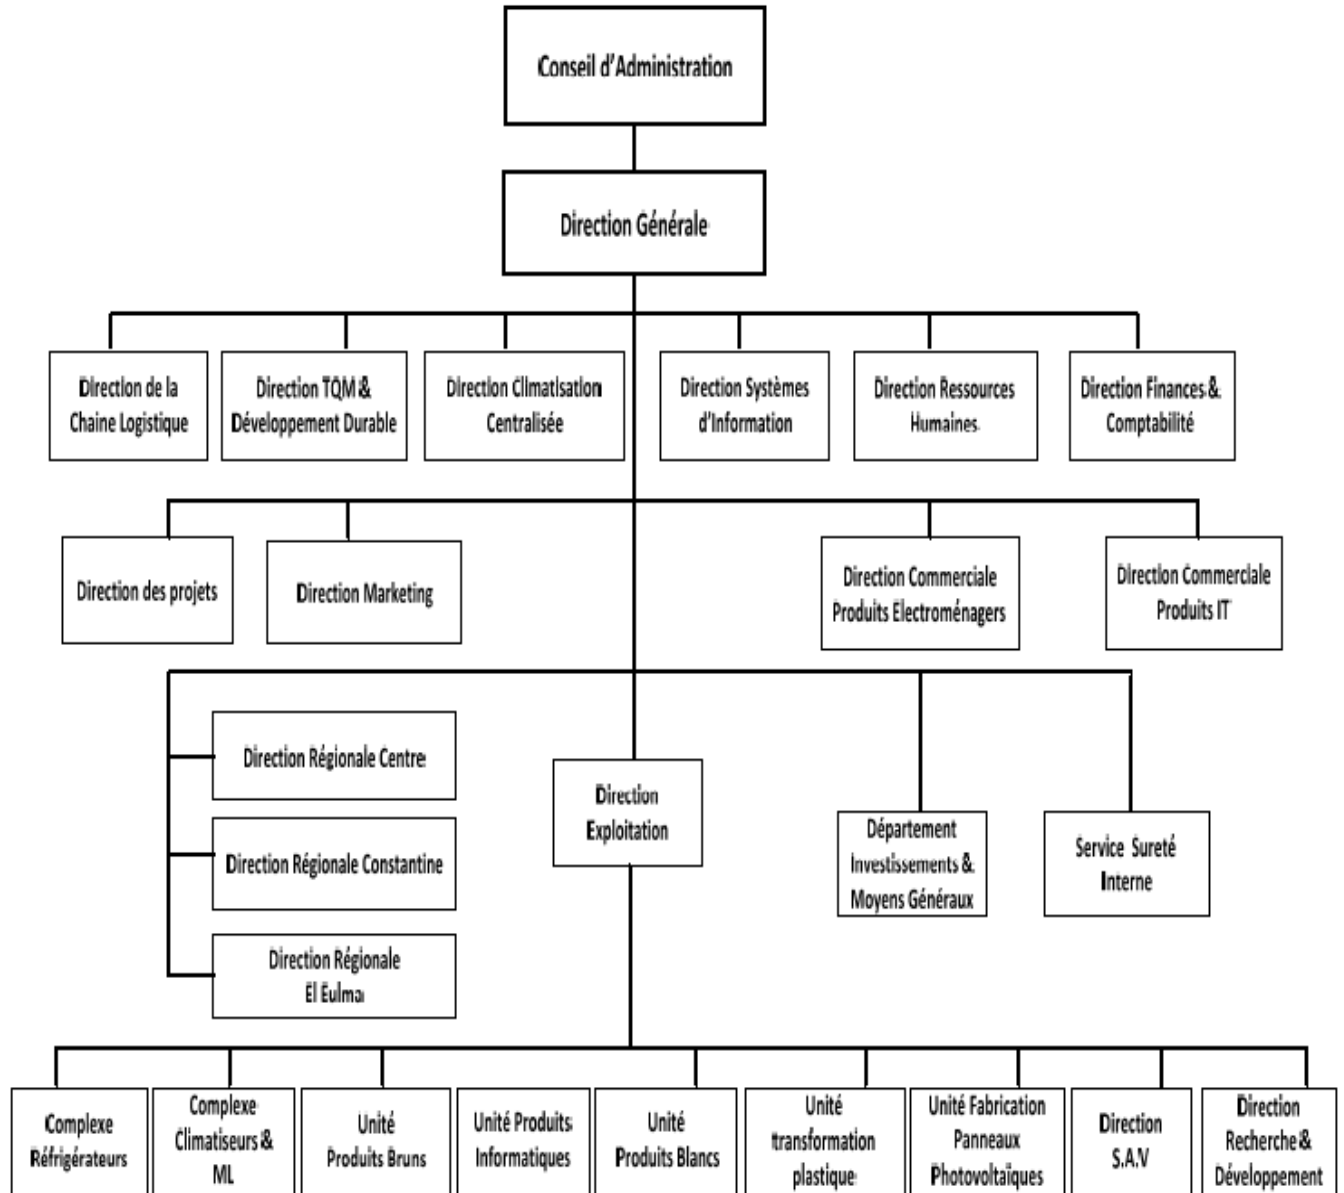 Conseil d'Administration
Direction Générale
Direction de la
Chaine Logistique
Direction TQM &
Développement Durable
Direction Climatisation
Centralisée
Direction Systèmes
d'Information
Direction Ressources
Humaines
Direction Finances &
Comptabilité
Direction des projets
Direction Marketing
Direction Commerciale
Produits Electroménagers
Direction Commerciale
Produits IT
Direction Régionale Centre
Direction Régionale Constantine
Direction Régionale
El Eulma
Direction
Exploitation
Département
Investissements &
Moyens Généraux
Service Sureté
Interne
Complexe
Réfrigérateurs
Complexe
Climatiseurs &
ML
Unité
Produits Bruns
Unité Produits
Informatiques
Unité
Produits Blancs
Unité
transformation
plastique
Unité Fabrication
Panneaux
Photovoltaïques
Direction
S.A.V
Direction
Recherche &
Développement